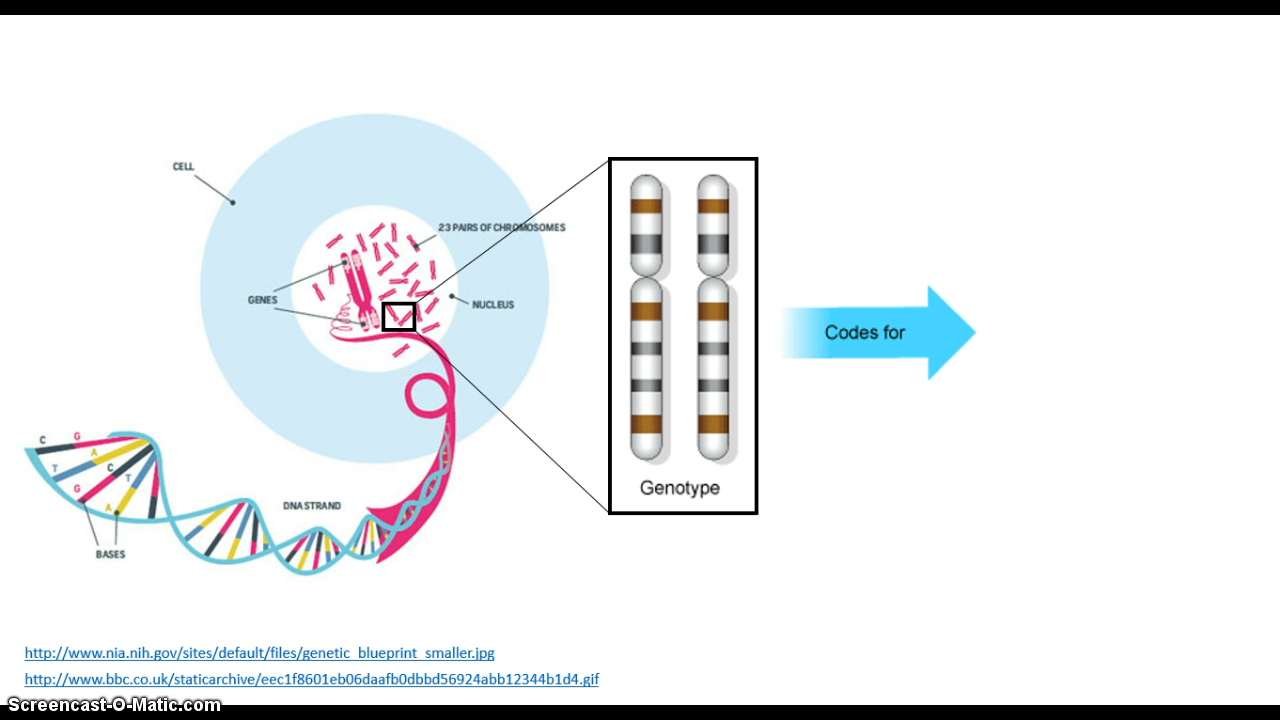 CELL
23 PAIRS OF CHROMOSOMES
GENES
NUCLEUS
C
G
T
A
G
C
T
A
DNA STRAND
BASES
Genotype
Codes for
http://www.nia.nih.gov/sites/default/files/genetic_blueprint_smaller.jpg
http://www.bbc.co.uk/staticarchive/eec1f8601eb06daafb0dbbd56924abb12344b1d4.gif
Screencast-O-Matic.com